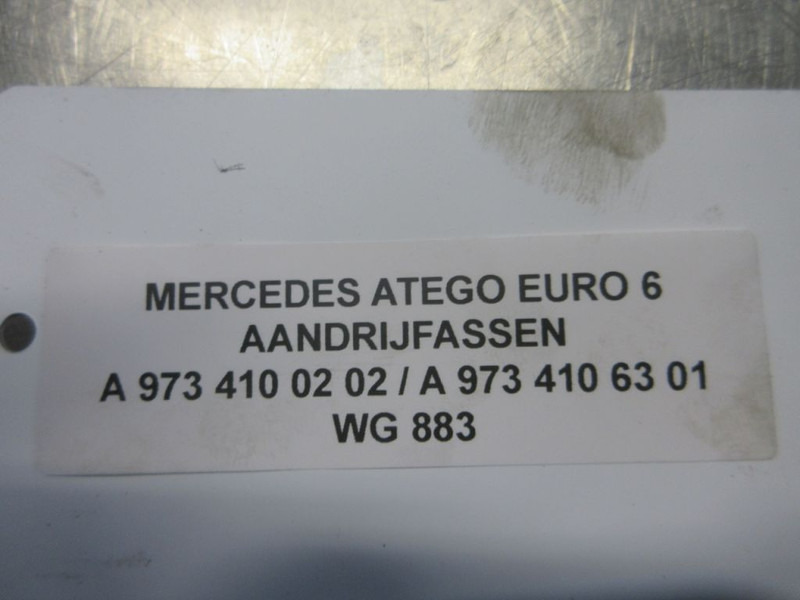 MERCEDES ATEGO EURO 6
AANDRIJFASSEN
A 973 410 02 02 / A 973 410 63 01
WG 883